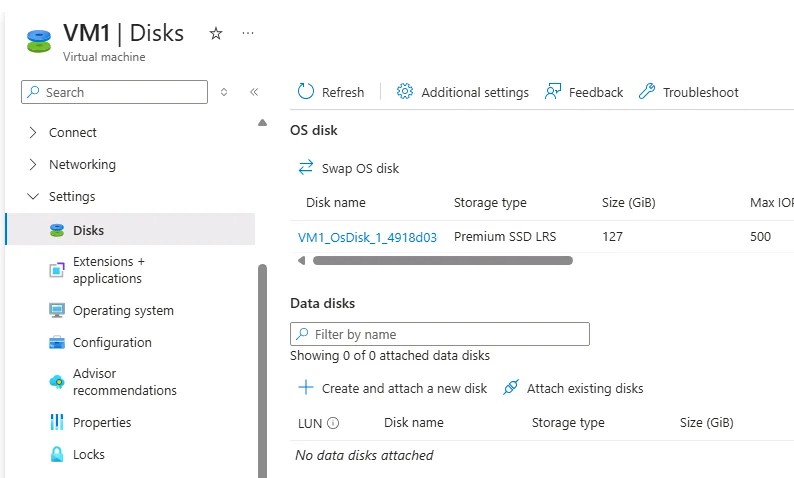 VM1 | Disks
Virtual machine
Search
Connect
Networking
Settings
Disks
Extensions +
applications
Operating system
Configuration
Advisor
recommendations
Properties
Locks
Refresh
Additional settings
Feedback
Troubleshoot
OS disk
Swap OS disk
Disk name Storage type Size (GiB) Max IOP
VM1_OsDisk_1_4918d03 Premium SSD LRS 127 500
Data disks
Filter by name
Showing 0 of 0 attached data disks
Create and attach a new disk Attach existing disks
LUN Disk name Storage type Size (GiB)
No data disks attached